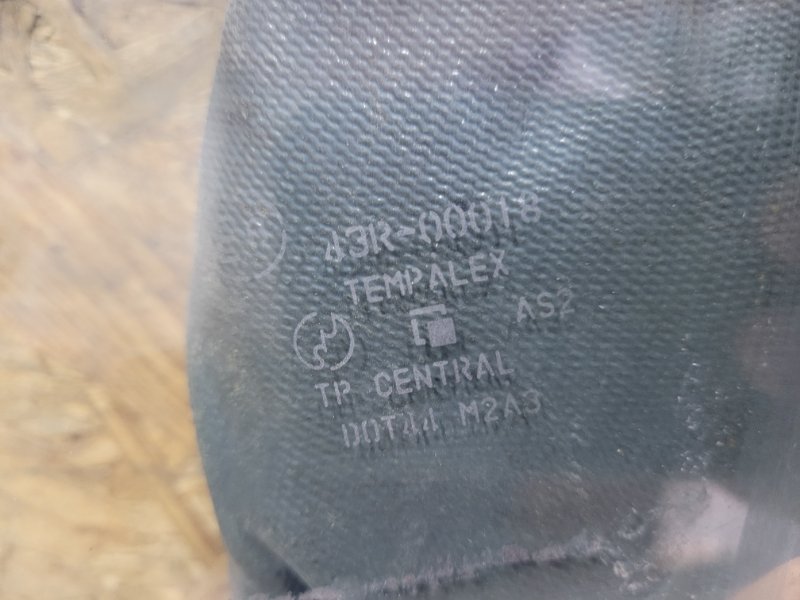 43R-00018
TEMPALEX
AS2
TP CENTRAL
DOT44 M2A3